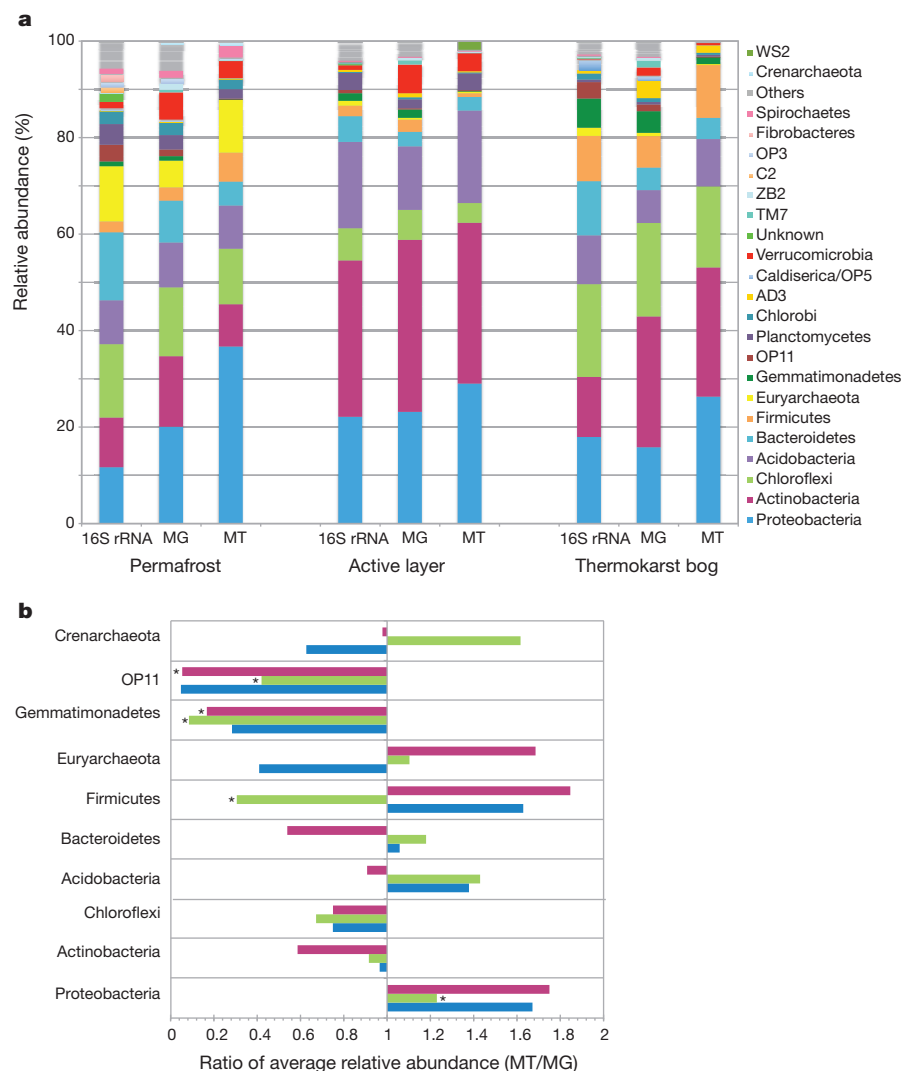 a
100
80
60
40
20
0
Relative abundance (%)
16S rRNA MG MT 16S rRNA MG MT 16S rRNA MG MT
Permafrost Active layer Thermokarst bog
WS2
Crenarchaeota
Others
Spirochaetes
Fibrobacteres
OP3
C2
ZB2
TM7
Unknown
Verrucomicrobia
Caldiserica/OP5
AD3
Chlorobi
Planctomycetes
OP11
Gemmatimonadetes
Euryarchaeota
Firmicutes
Bacteroidetes
Acidobacteria
Chloroflexi
Actinobacteria
Proteobacteria
b
Crenarchaeota
*
OP11 *
*
Gemmatimonadetes *
Euryarchaeota
Firmicutes *
Bacteroidetes
Acidobacteria
Chloroflexi
Actinobacteria
Proteobacteria *
0 0.2 0.4 0.6 0.8 1 1.2 1.4 1.6 1.8 2
Ratio of average relative abundance (MT/MG)